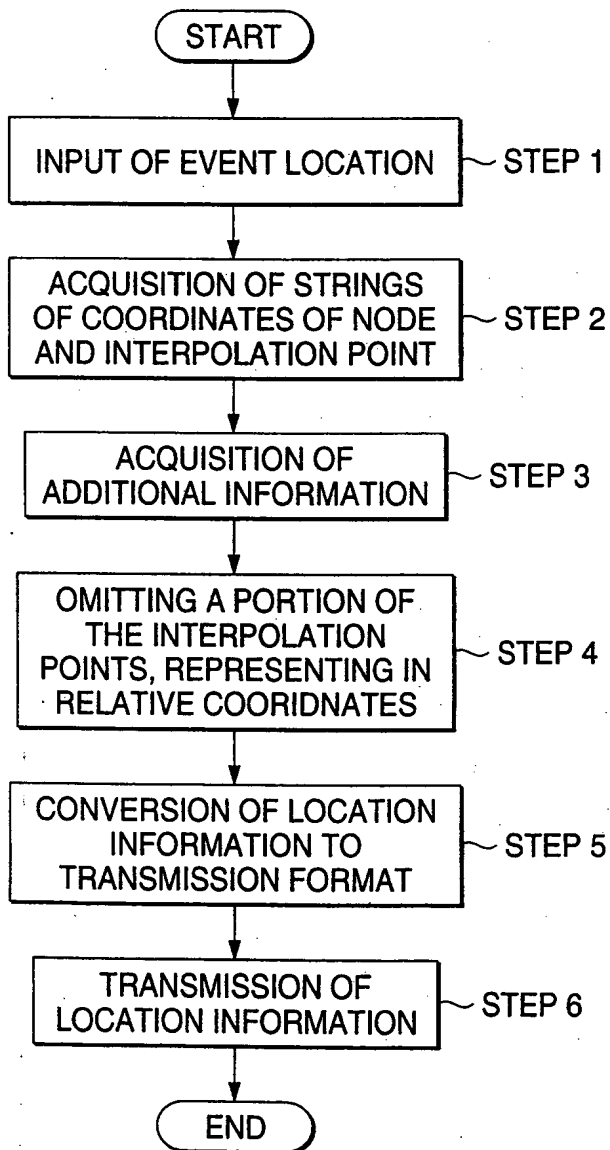 START
INPUT OF EVENT LOCATION
STEP 1
ACQUISITION OF STRINGS
OF COORDINATES OF NODE
AND INTERPOLATION POINT
STEP 2
ACQUISITION OF
ADDITIONAL INFORMATION
STEP 3
OMITTING A PORTION OF
THE INTERPOLATION
POINTS, REPRESENTING IN
RELATIVE COORIDNATES
STEP 4
CONVERSION OF LOCATION
INFORMATION TO
TRANSMISSION FORMAT
STEP 5
TRANSMISSION OF
LOCATION INFORMATION
STEP 6
END